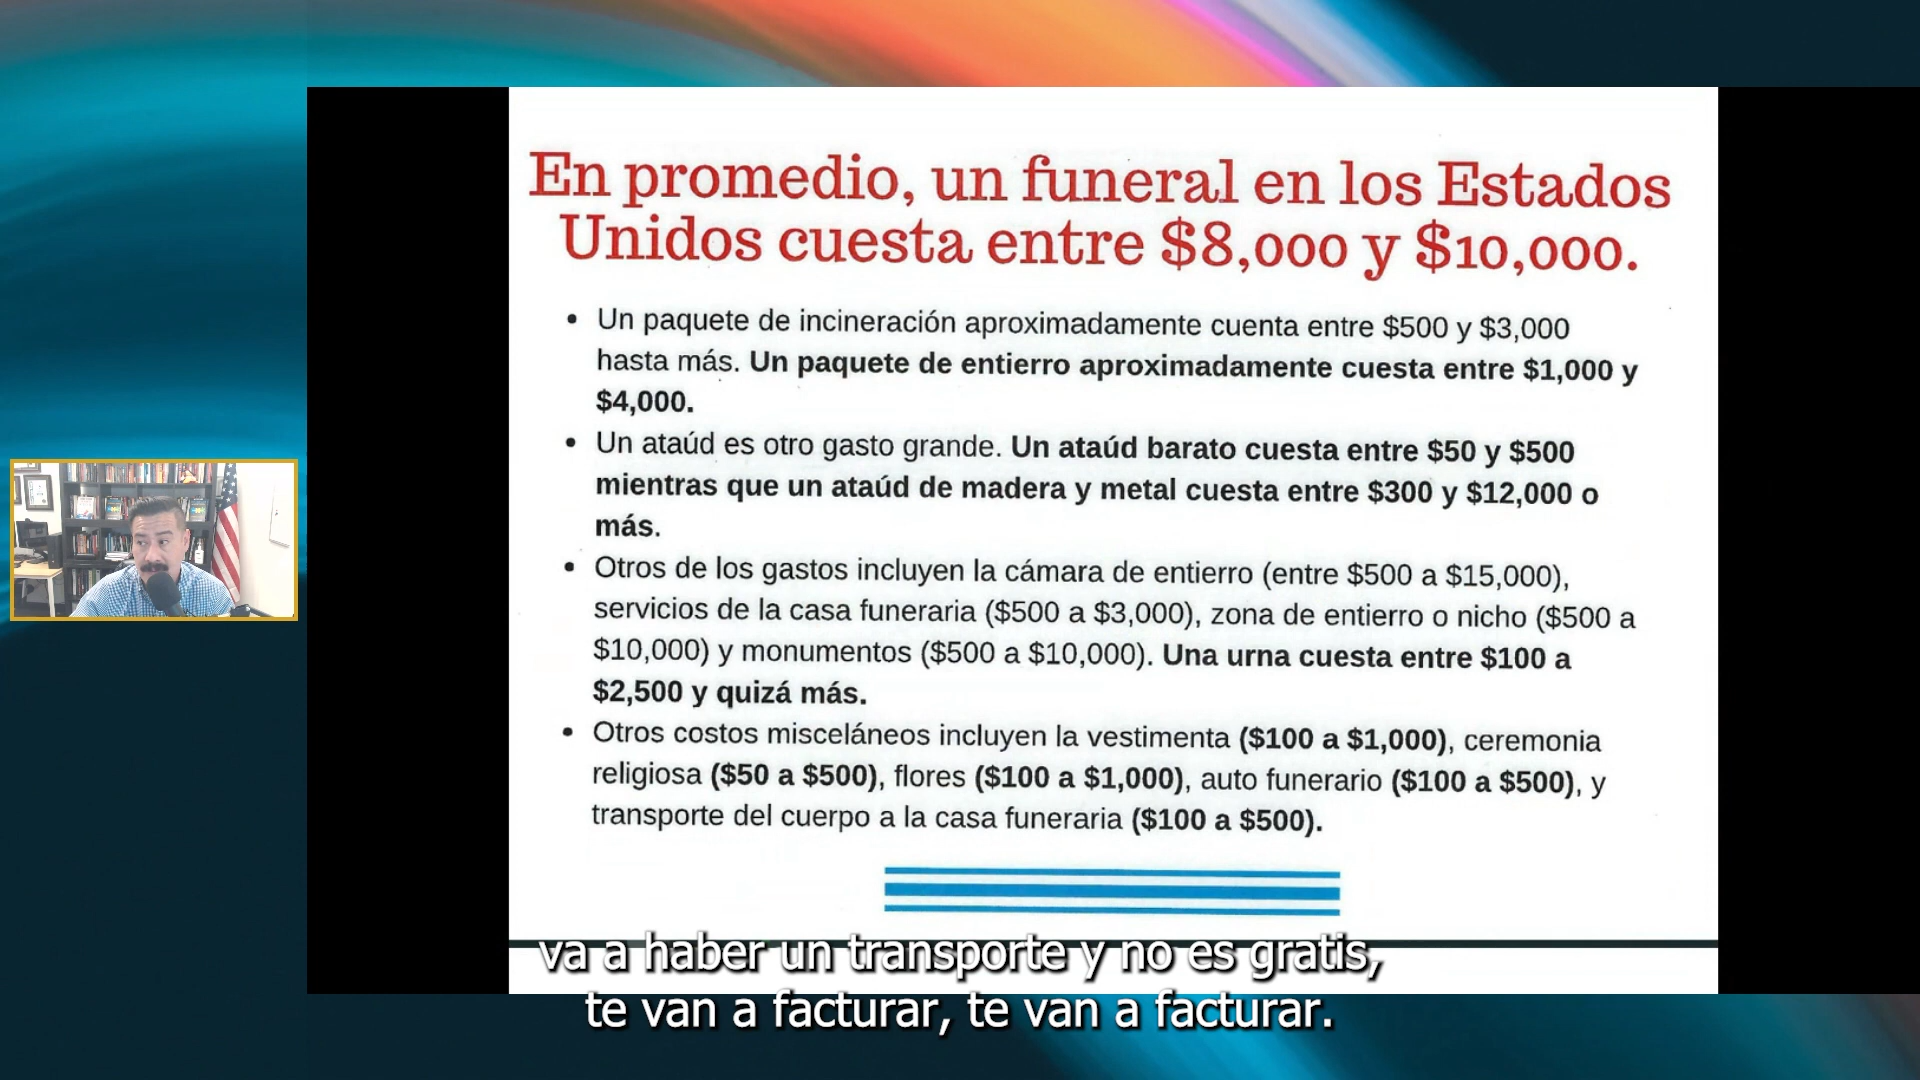 En promedio, un funeral en los Estados
Unidos cuesta entre $8,000 y $10,000.
• Un paquete de incineración aproximadamente cuenta entre $500 y $3,000
hasta más. Un paquete de entierro aproximadamente cuesta entre $1,000 y
$4,000.
• Un ataúd es otro gasto grande. Un ataúd barato cuesta entre $50 y $500
mientras que un ataúd de madera y metal cuesta entre $300 y $12,000 o
más.
• Otros de los gastos incluyen la cámara de entierro (entre $500 a $15,000),
servicios de la casa funeraria ($500 a $3,000), zona de entierro o nicho ($500 a
$10,000) y monumentos ($500 a $10,000). Una urna cuesta entre $100 a
$2,500 y quizá más.
• Otros costos misceláneos incluyen la vestimenta ($100 a $1,000), ceremonia
religiosa ($50 a $500), flores ($100 a $1,000), auto funerario ($100 a $500), y
transporte del cuerpo a la casa funeraria ($100 a $500).
va a haber un transporte y no es gratis,
te van a facturar, te van a facturar.